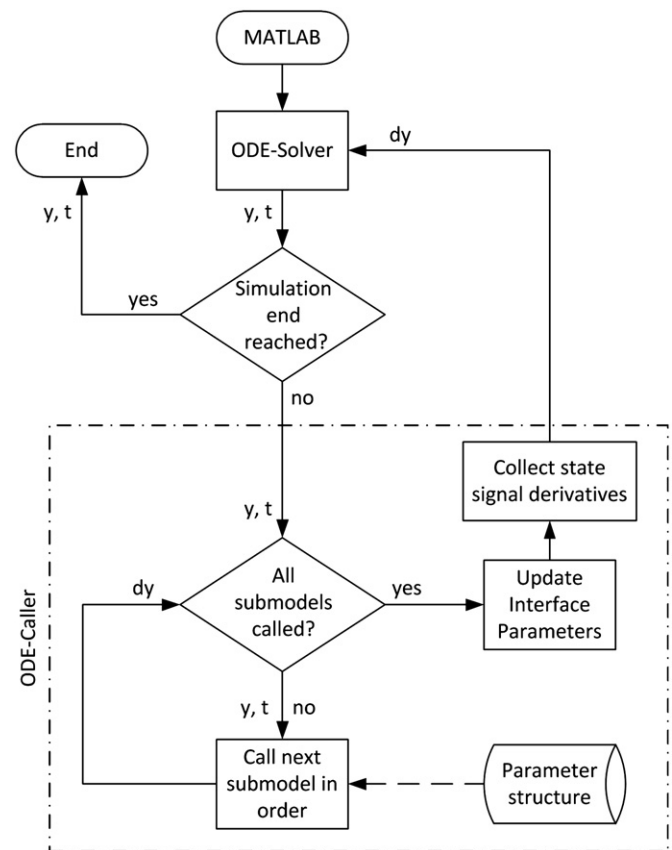 MATLAB
ODE-Solver
dy
End
y, t
y, t
Simulation
end
reached?
yes
no
Collect state
signal derivatives
y, t
All
submodels
called?
dy
yes
Update
Interface
Parameters
ODE-Caller
y, t
no
Call next
submodel in
order
Parameter
structure